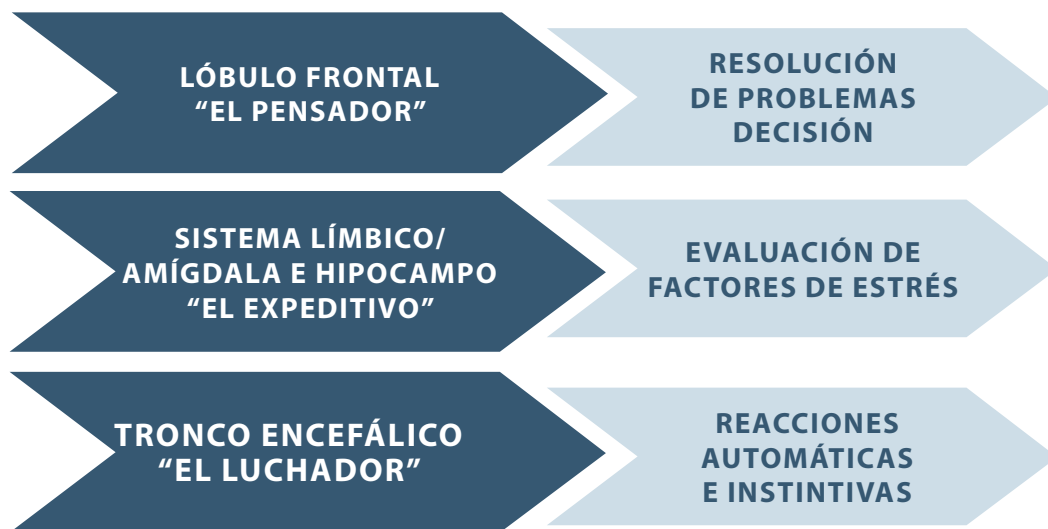 LÓBULO FRONTAL
“EL PENSADOR”
RESOLUCIÓN
DE PROBLEMAS
DECISIÓN
SISTEMA LÍMBICO/
AMÍGDALA E HIPOCAMPO
“EL EXPEDITIVO”
EVALUACIÓN DE
FACTORES DE ESTRÉS
TRONCO ENCEFÁLICO
“EL LUCHADOR”
REACCIONES
AUTOMÁTICAS
E INSTINTIVAS